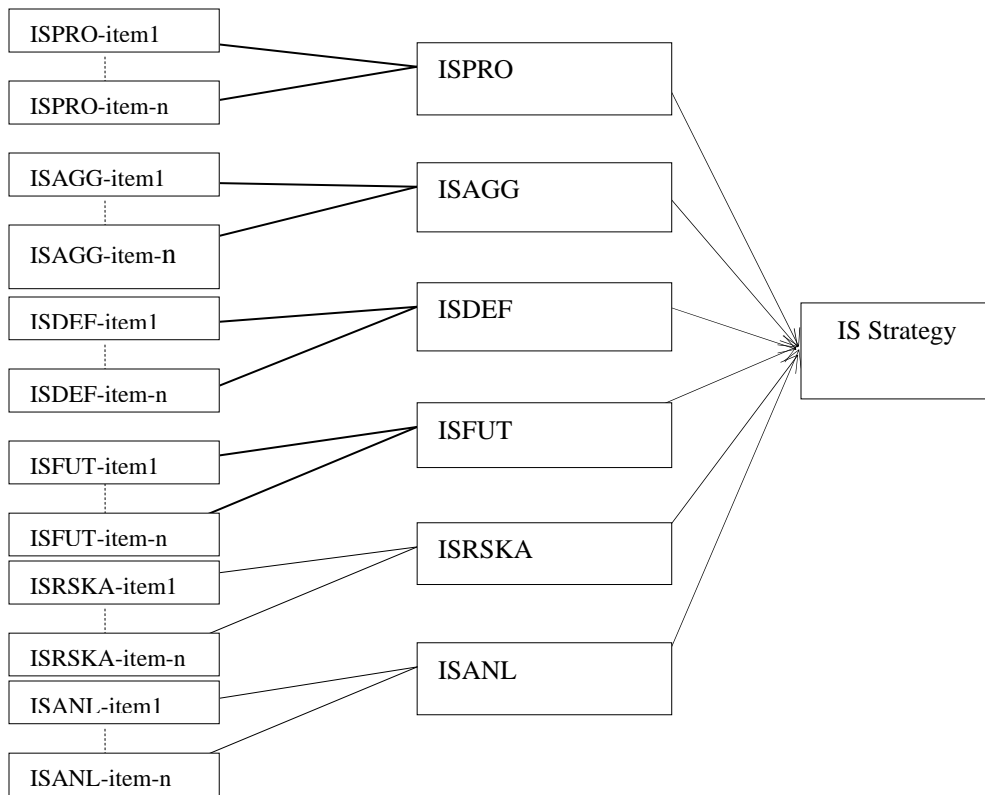 ISPRO-item1
ISPRO-item-n
ISAGG-item1
ISAGG-item-n
ISDEF-item1
ISDEF-item-n
ISFUT-item1
ISFUT-item-n
ISRSKA-item1
ISRSKA-item-n
ISANL-item1
ISANL-item-n
ISPRO
ISAGG
ISDEF
ISFUT
ISRSKA
ISANL
IS Strategy